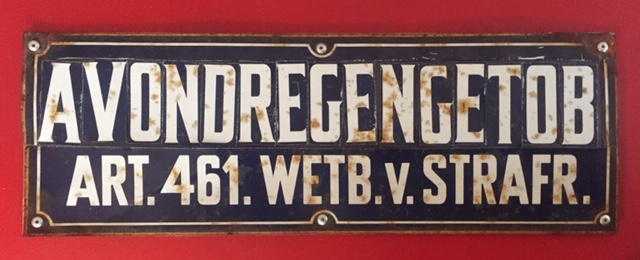 AVONDREGENGETOB
ART. 461. WETB. v. STRAFR.